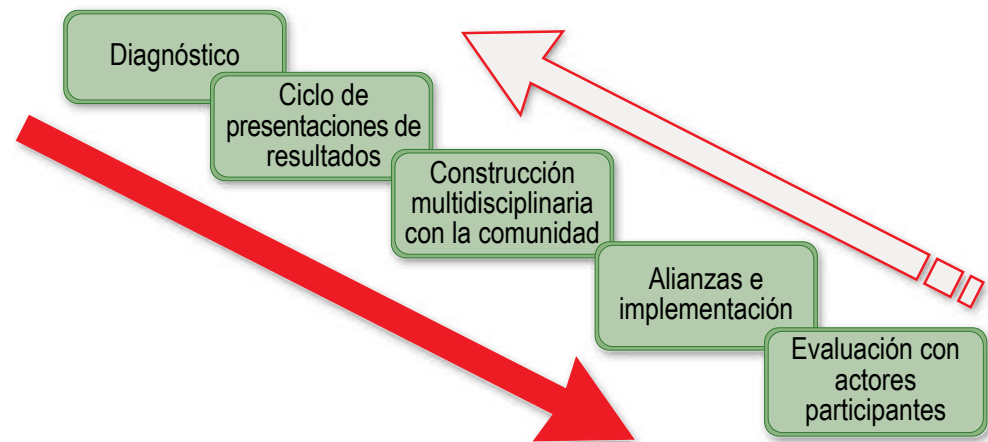 Diagnóstico
Ciclo de
presentaciones de
resultados
Construcción
multidisciplinaria
con la comunidad
Alianzas e
implementación
Evaluación con
actores
participantes